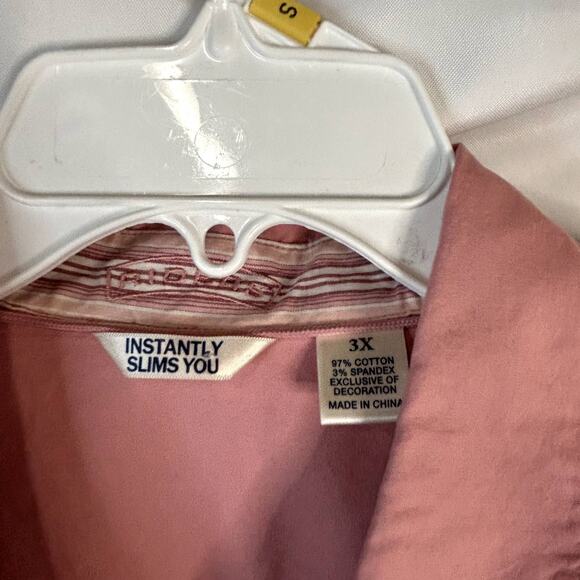 S
INSTANTLY
SLIMS YOU
3X
97% COTTON
3% SPANDEX
EXCLUSIVE OF
DECORATION
MADE IN CHINA